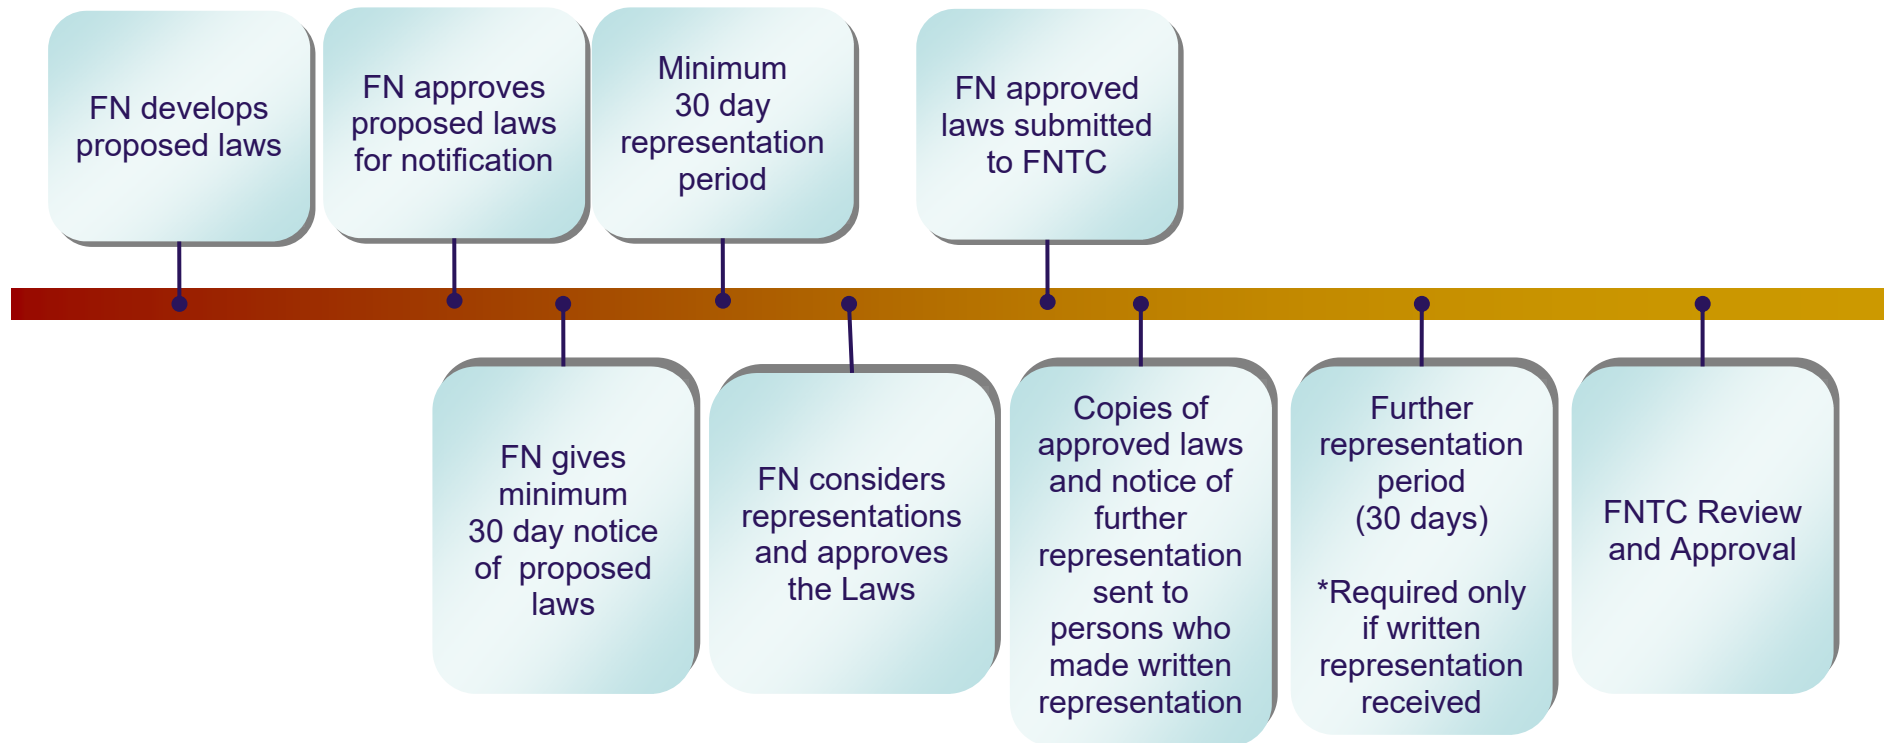 FN develops
proposed laws
FN approves
proposed laws
for notification
FN gives
minimum
30 day notice
of  proposed
laws
Minimum
30 day
representation
period
FN considers
representations
and approves
the Laws
FN approved
laws submitted
to FNTC
Copies of
approved laws
and notice of
further
representation
sent to
persons who
made written
representation
Further
representation
period
(30 days)
*Required only
if written
representation
received
FNTC Review
and Approval